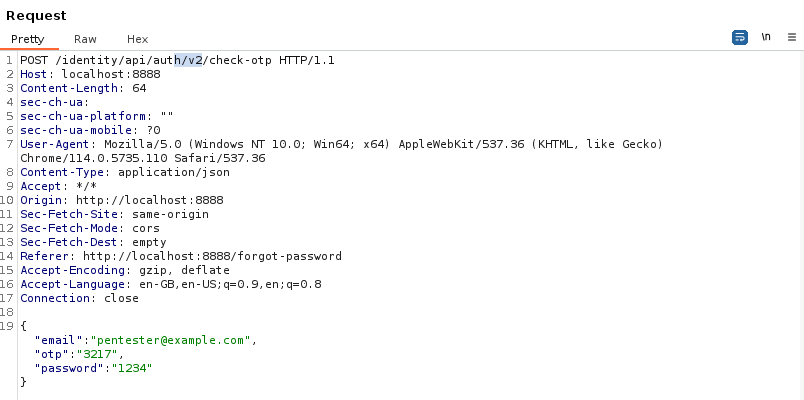 Request
Pretty Raw Hex \n
1 POST /identity/api/auth/v2/check-otp HTTP/1.1
2 Host: localhost:8888
3 Content-Length: 64
4 sec-ch-ua:
5 sec-ch-ua-platform: ""
6 sec-ch-ua-mobile: ?0
7 User-Agent: Mozilla/5.0 (Windows NT 10.0; Win64; x64) AppleWebKit/537.36 (KHTML, like Gecko)
Chrome/114.0.5735.110 Safari/537.36
8 Content-Type: application/json
9 Accept: */*
10 Origin: http://localhost:8888
11 Sec-Fetch-Site: same-origin
12 Sec-Fetch-Mode: cors
13 Sec-Fetch-Dest: empty
14 Referer: http://localhost:8888/forgot-password
15 Accept-Encoding: gzip, deflate
16 Accept-Language: en-GB,en-US;q=0.9,en;q=0.8
17 Connection: close
18
19 {
"email":"pentester@example.com",
"otp":"3217",
"password":"1234"
}